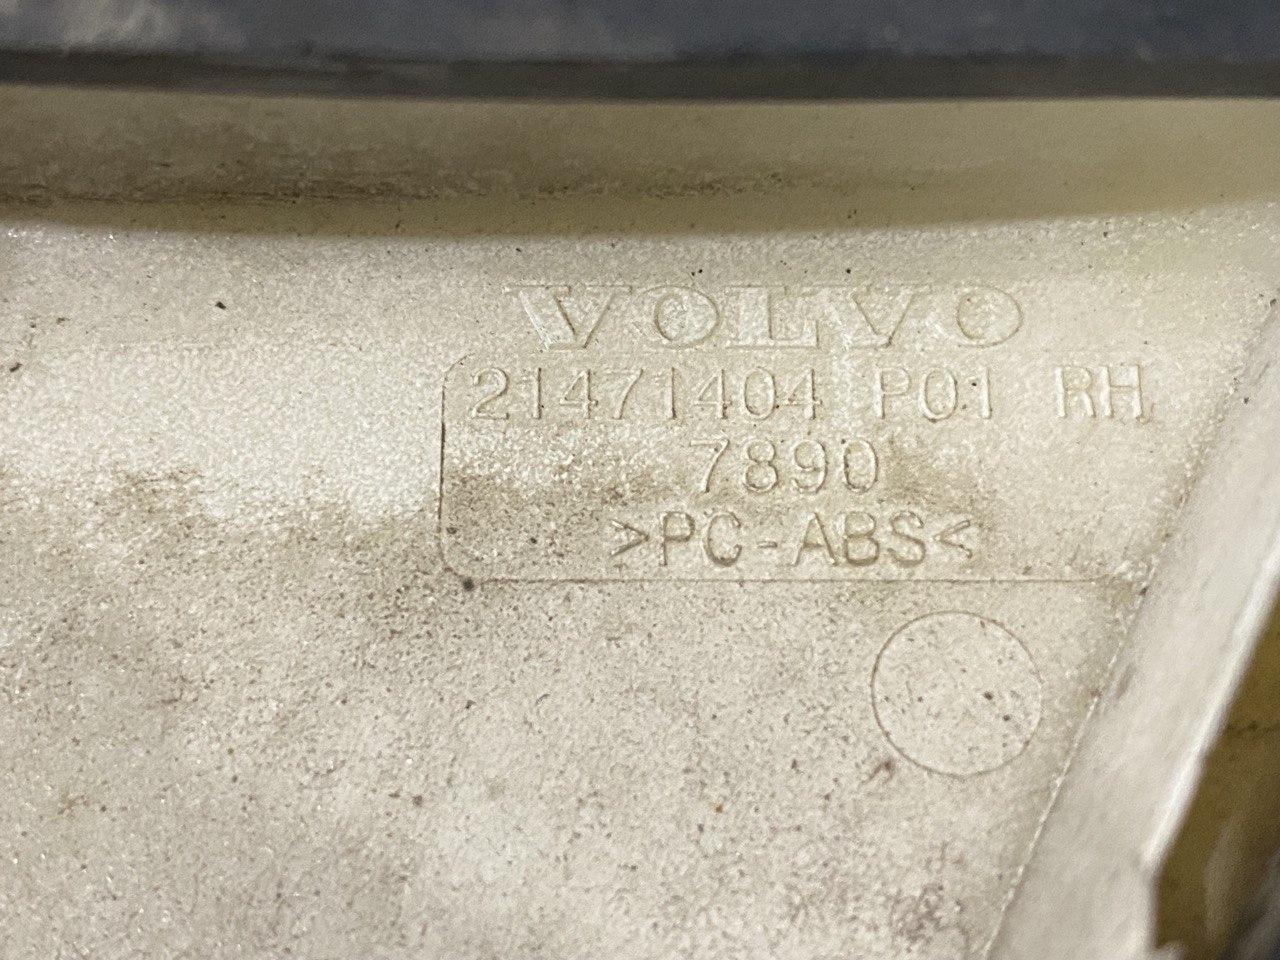 VOLVO
21471404 P01 RH
7890
>PC-ABS<